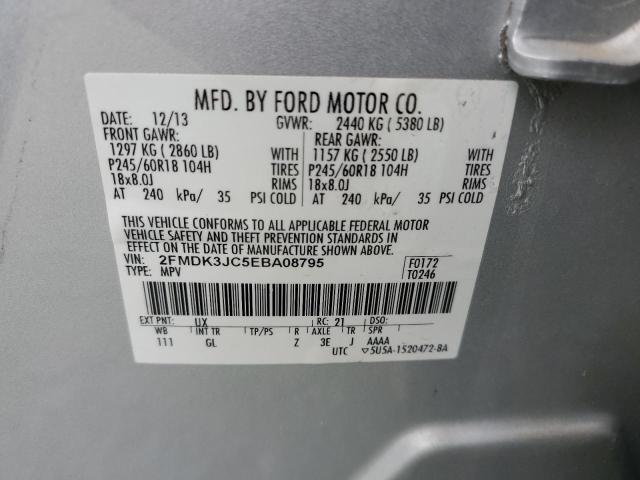 MFD. BY FORD MOTOR CO.
DATE: 12/13 GVWR: 2440 KG ( 5380 LB)
FRONT GAWR: REAR GAWR:
1297 KG ( 2860 LB) WITH 1157 KG ( 2550 LB) WITH
P245/60R18 104H TIRES P245/60R18 104H TIRES
18x8.0J RIMS 18x8.0J RIMS
AT 240 kPa/ 35 PSI COLD AT 240 kPa/ 35 PSI COLD
THIS VEHICLE CONFORMS TO ALL APPLICABLE FEDERAL MOTOR
VEHICLE SAFETY AND THEFT PREVENTION STANDARDS IN
EFFECT ON THE DATE OF MANUFACTURE SHOWN ABOVE.
VIN: 2FMDK3JC5EBA08795 F0172
TYPE: MPV T0246
EXT PNT: UX RC: 21 DSO:
WB INT TR TP/PS R AXLE TR SPR
111 GL Z 3E J AAAA
UTC ▽5U5A-1520472-BA